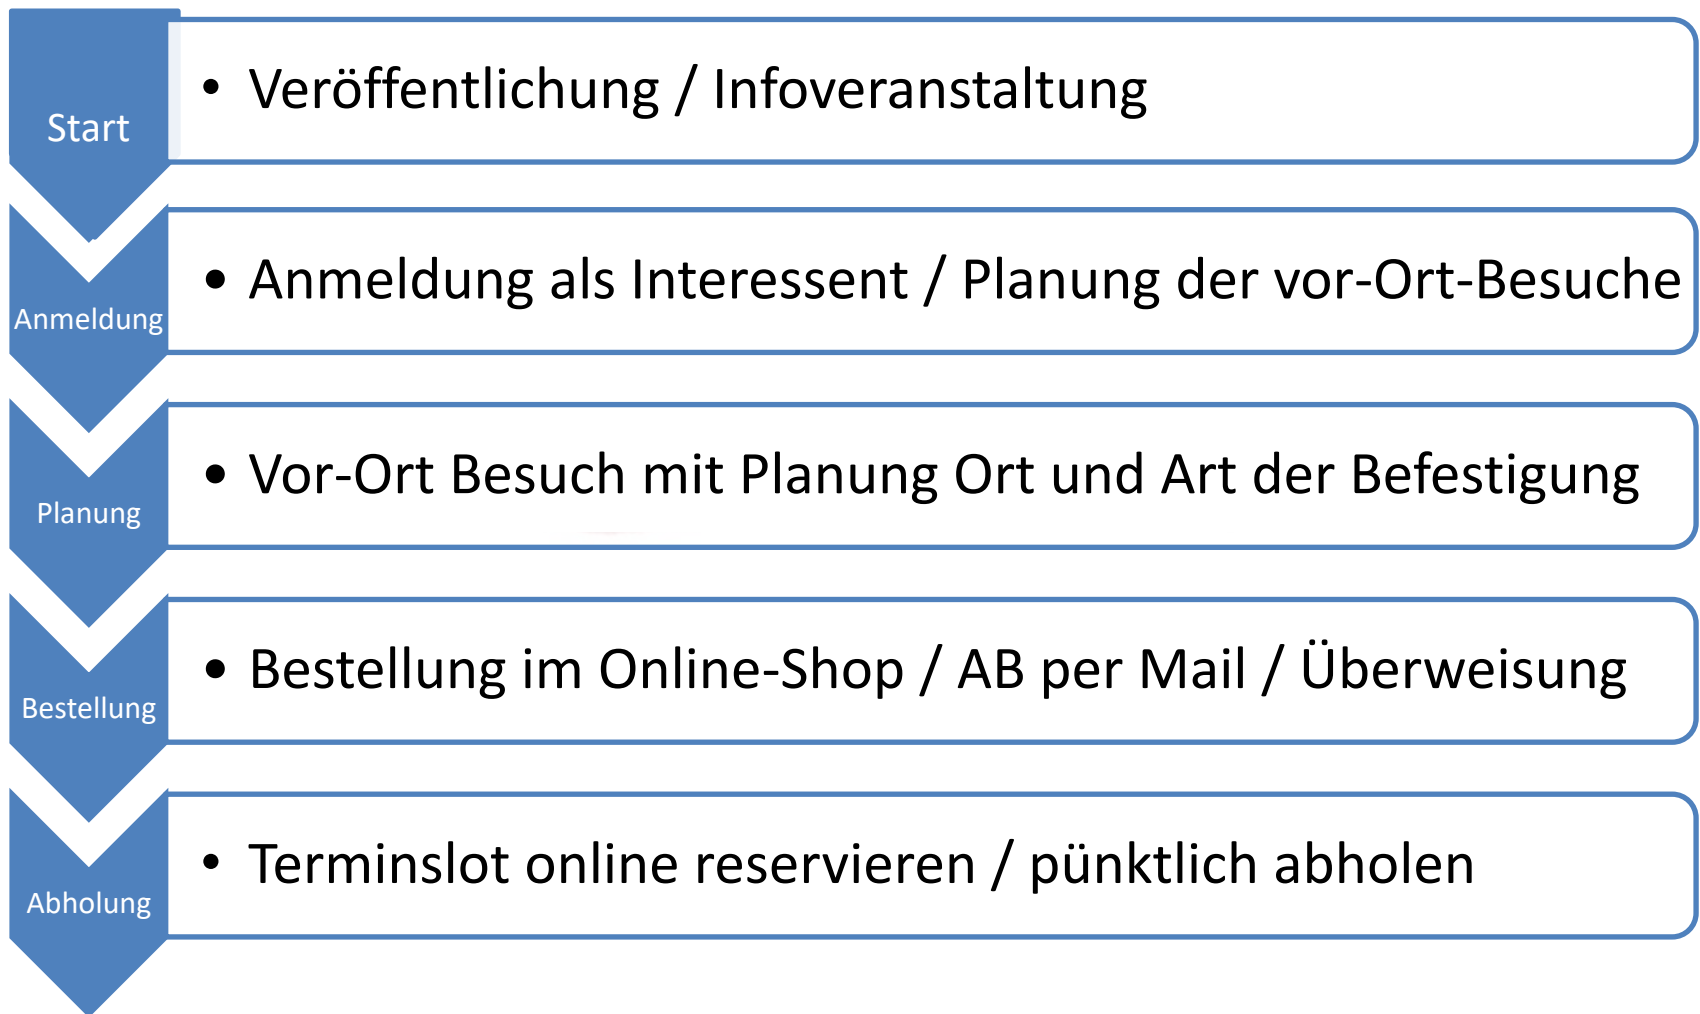 Start
• Veröffentlichung / Infoveranstaltung
Anmeldung
• Anmeldung als Interessent / Planung der vor-Ort-Besuche
Planung
• Vor-Ort Besuch mit Planung Ort und Art der Befestigung
Bestellung
• Bestellung im Online-Shop / AB per Mail / Überweisung
Abholung
• Terminslot online reservieren / pünktlich abholen